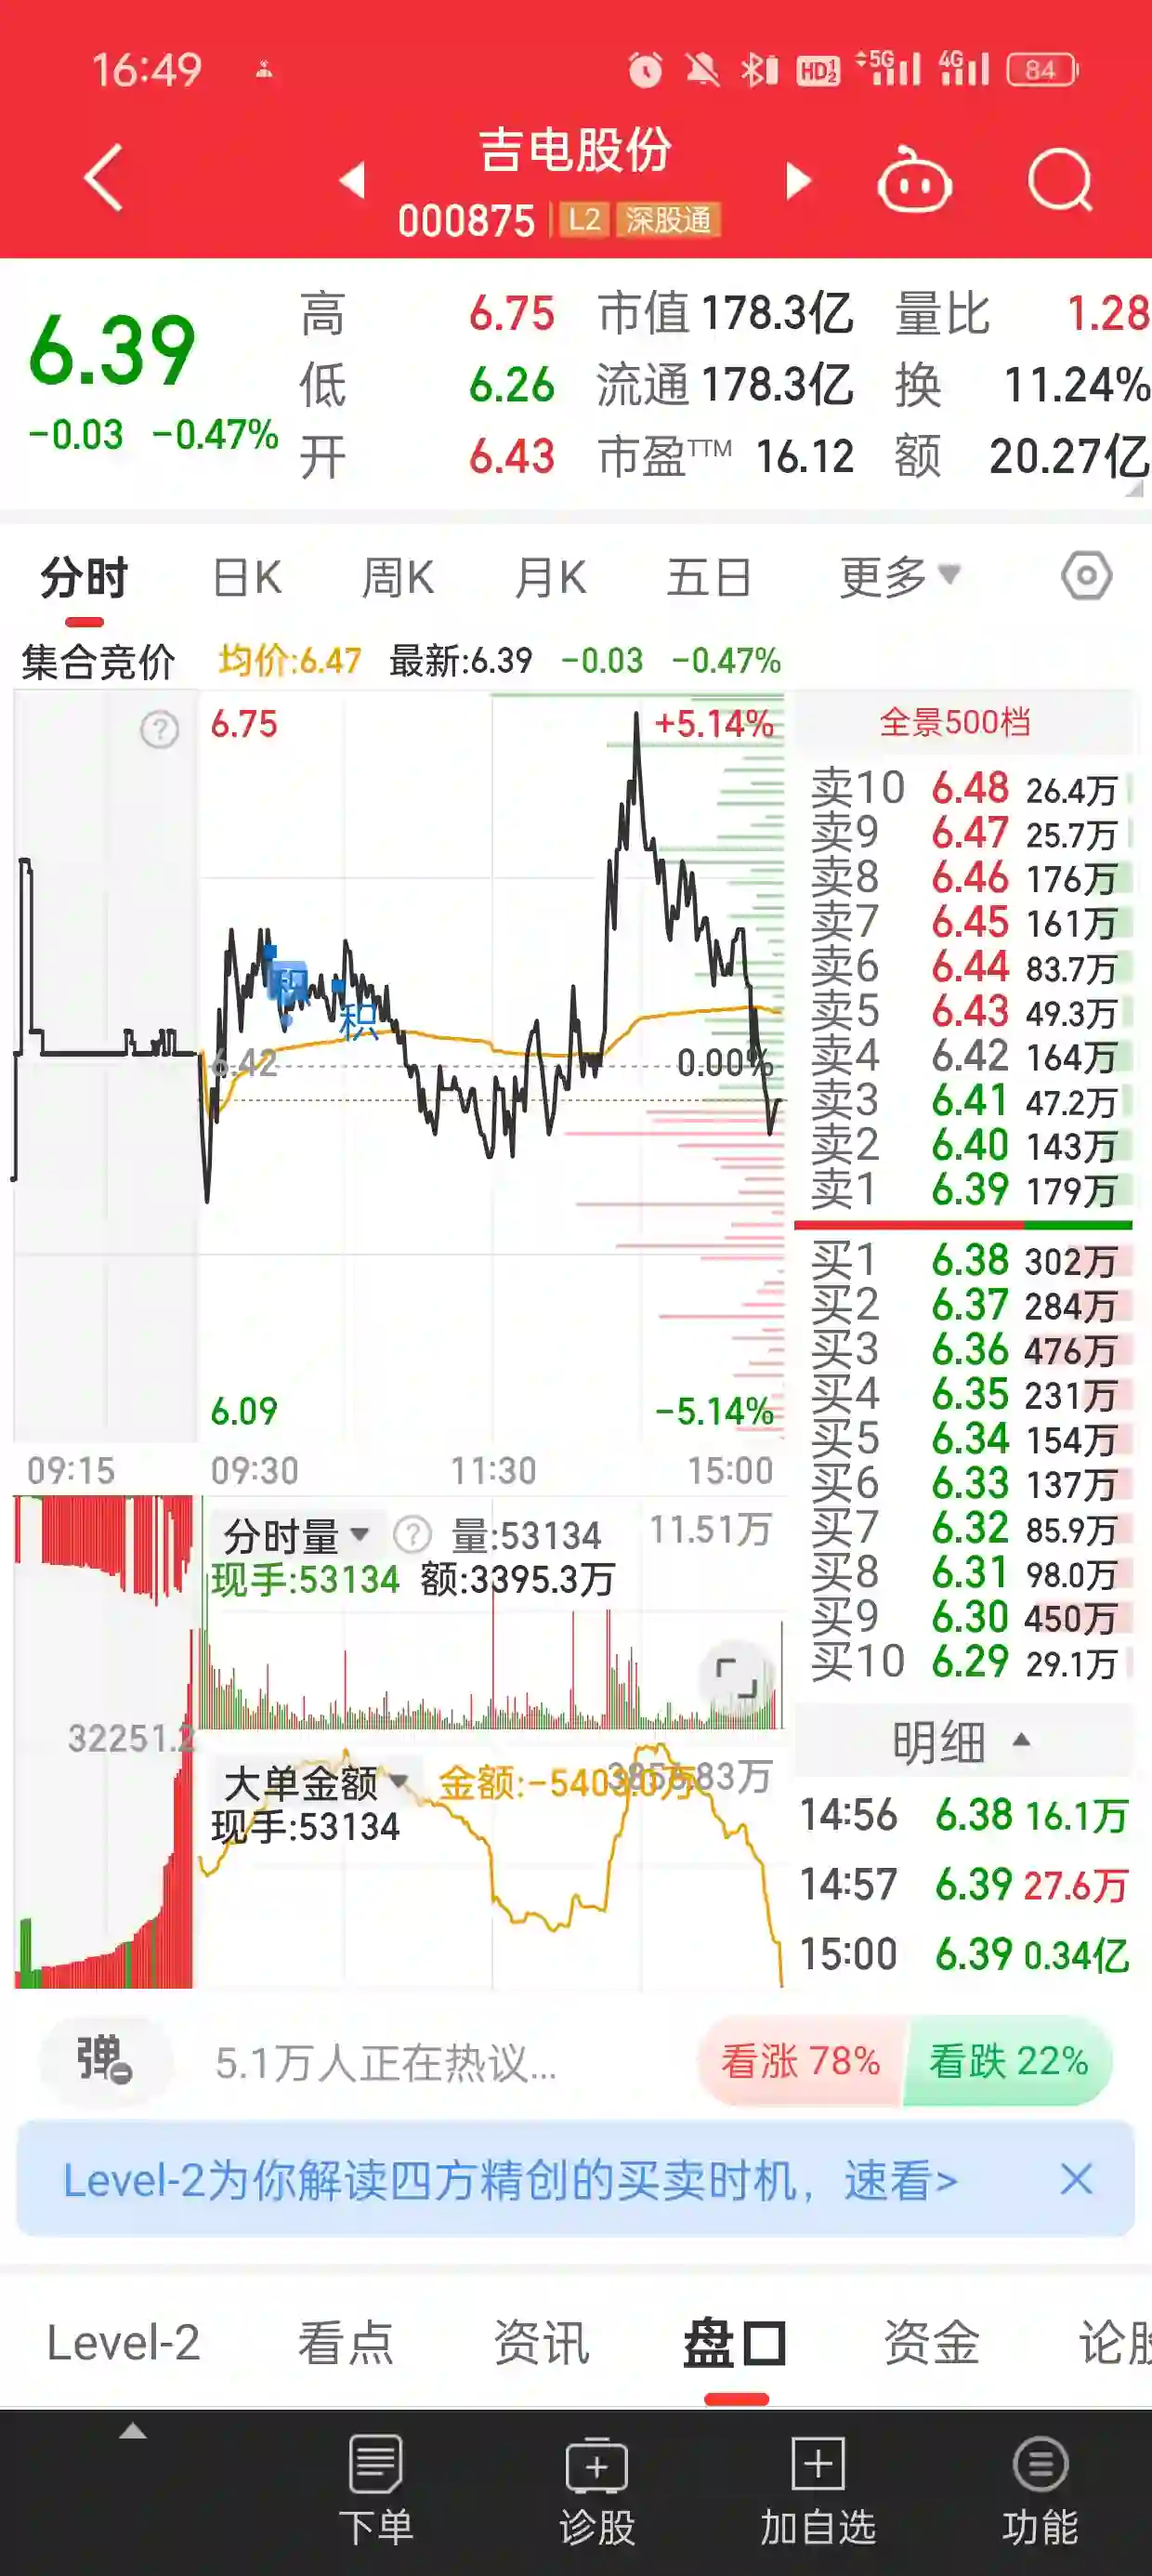 16:49 HD 5G 4G 84
吉电股份
000875 L2 深股通
6.39
-0.03 -0.47%
高 6.75 市值 178.3亿 量比 1.28
低 6.26 流通 178.3亿 换 11.24%
开 6.43 市盈TTM 16.12 额 20.27亿
分时 日K 周K 月K 五日 更多
集合竞价 均价:6.47 最新:6.39 -0.03 -0.47%
6.75 +5.14%
积
积
6.42 0.00%
6.09 -5.14%
09:15 09:30 11:30 15:00
分时量 量:53134 11.51万
现手:53134 额:3395.3万
32251.2
大单金额 金额:-5403.0万
现手:53134
全景500档
卖10 6.48 26.4万
卖9 6.47 25.7万
卖8 6.46 176万
卖7 6.45 161万
卖6 6.44 83.7万
卖5 6.43 49.3万
卖4 6.42 164万
卖3 6.41 47.2万
卖2 6.40 143万
卖1 6.39 179万
买1 6.38 302万
买2 6.37 284万
买3 6.36 476万
买4 6.35 231万
买5 6.34 154万
买6 6.33 137万
买7 6.32 85.9万
买8 6.31 98.0万
买9 6.30 450万
买10 6.29 29.1万
明细
14:56 6.38 16.1万
14:57 6.39 27.6万
15:00 6.39 0.34亿
弹 5.1万人正在热议... 看涨 78% 看跌 22%
Level-2为你解读四方精创的买卖时机，速看>
Level-2 看点 资讯 盘口 资金 论股
下单 诊股 加自选 功能